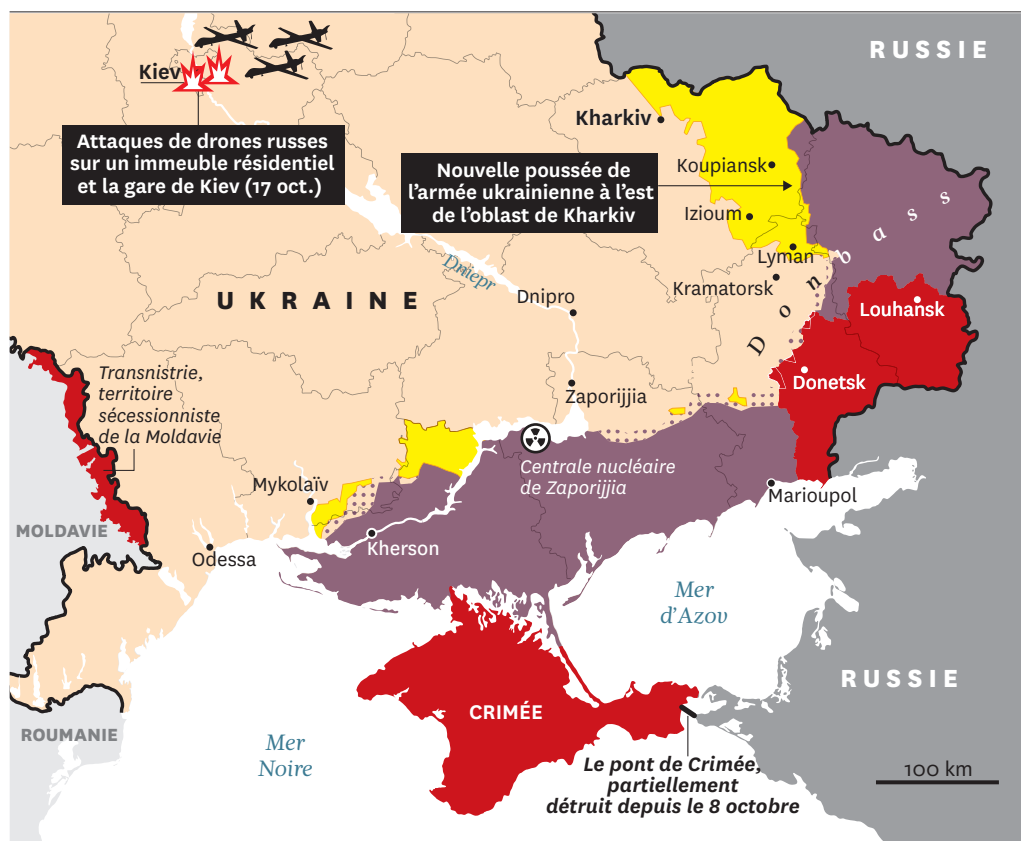 RUSSIE
Kiev
Attaques de drones russes
sur un immeuble résidentiel
et la gare de Kiev (17 oct.)
Kharkiv
Nouvelle poussée de
l’armée ukrainienne à l’est
de l’oblast de Kharkiv
Koupiansk
Izioum
Lyman
Kramatorsk
Donbass
Dniepr
UKRAINE
Dnipro
Louhansk
Donetsk
Transnistrie,
territoire
sécessionniste
de la Moldavie
Zaporijjia
Centrale nucléaire
de Zaporijjia
Mykolaïv
Marioupol
MOLDAVIE
Odessa
Kherson
Mer
d’Azov
RUSSIE
CRIMÉE
ROUMANIE
Mer
Noire
Le pont de Crimée,
partiellement
détruit depuis le 8 octobre
100 km